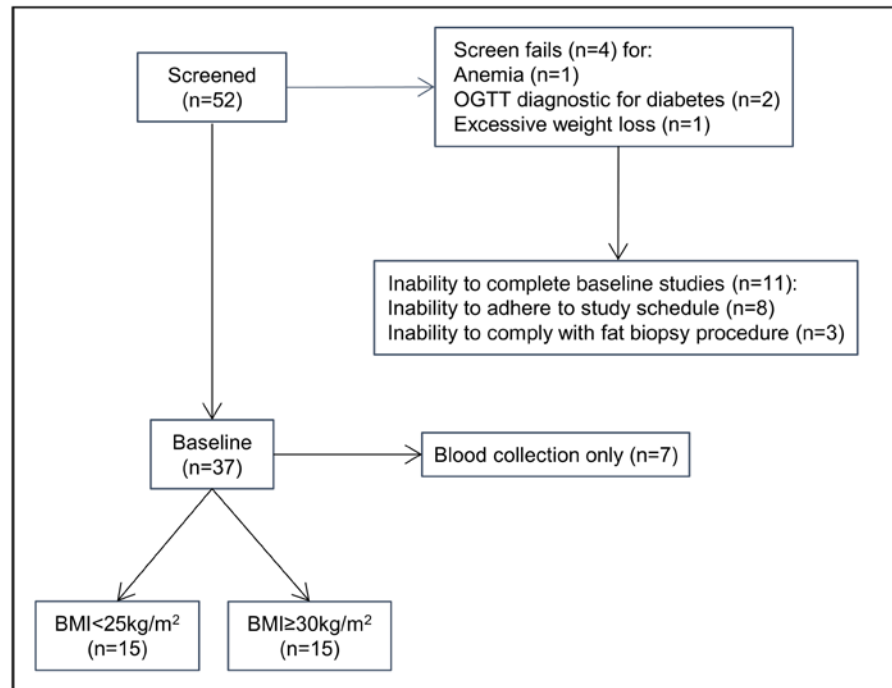 Screened
(n=52)
Screen fails (n=4) for:
Anemia (n=1)
OGTT diagnostic for diabetes (n=2)
Excessive weight loss (n=1)
Inability to complete baseline studies (n=11):
Inability to adhere to study schedule (n=8)
Inability to comply with fat biopsy procedure (n=3)
Baseline
(n=37)
Blood collection only (n=7)
BMI<25kg/m²
(n=15)
BMI≥30kg/m²
(n=15)